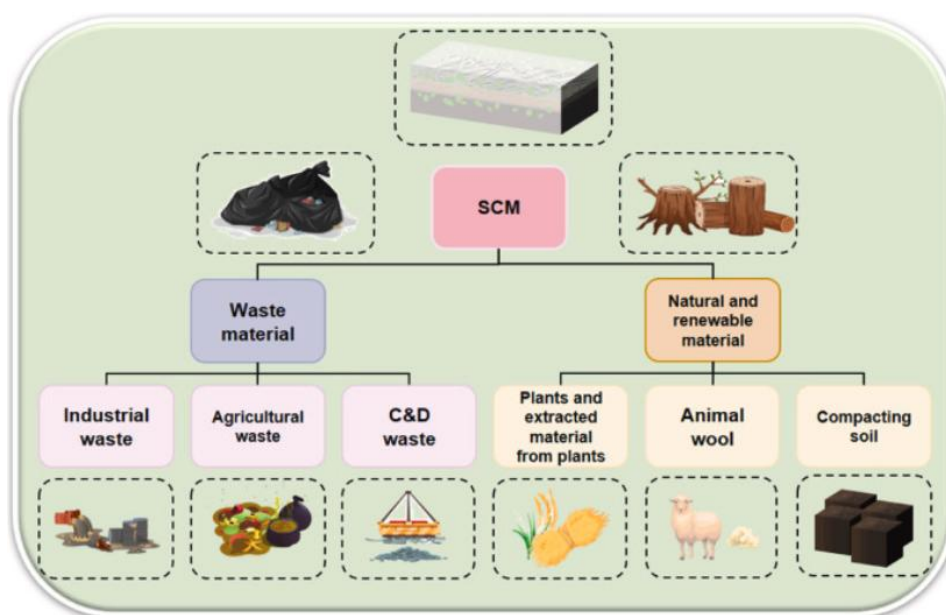 SCM
Waste
material
Natural and
renewable
material
Industrial
waste
Agricultural
waste
C&D
waste
Plants and
extracted
material
from plants
Animal
wool
Compacting
soil